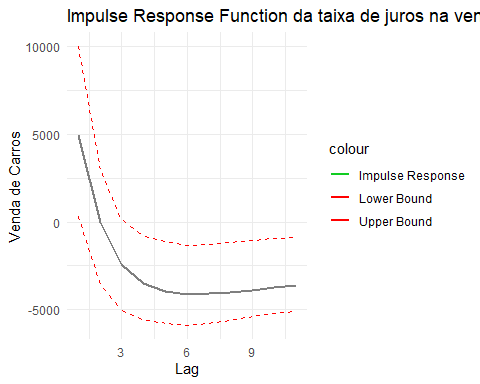 Impulse Response Function da taixa de juros na ver
10000
5000
0
-5000
Venda de Carros
3
6
9
Lag
colour
Impulse Response
Lower Bound
Upper Bound